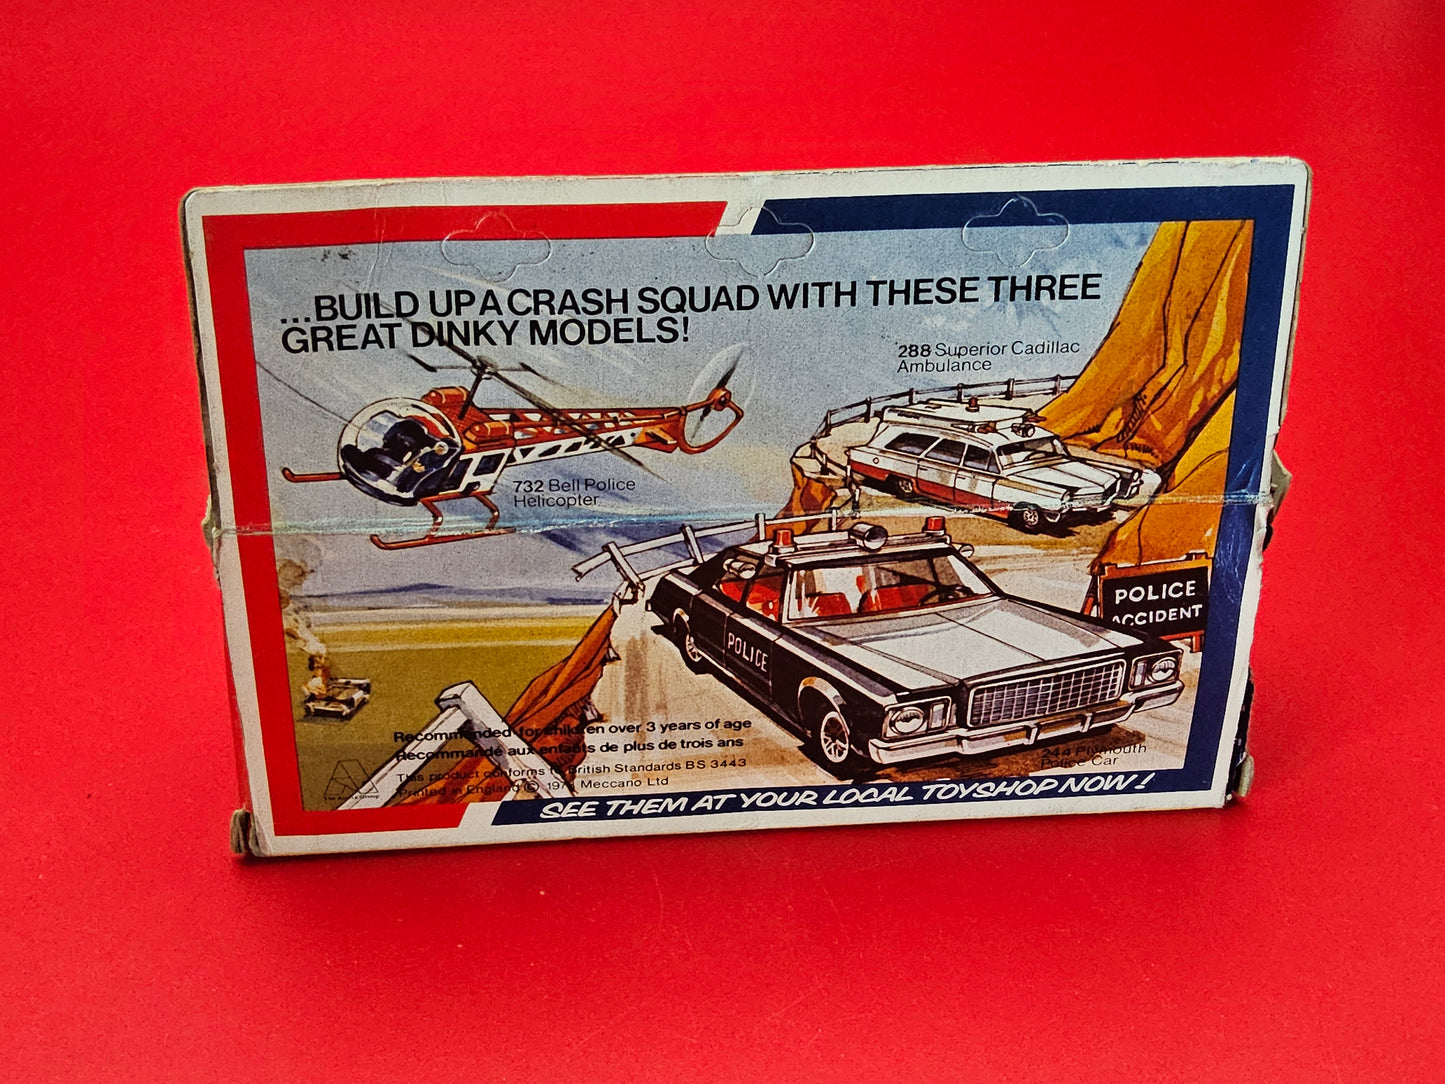 ...BUILD UP A CRASH SQUAD WITH THESE THREE
GREAT DINKY MODELS!
288 Superior Cadillac
Ambulance
732 Bell Police
Helicopter
POLICE
POLICE
ACCIDENT
Recommended for children over 3 years of age
Recommandé aux enfants de plus de trois ans
244 Plymouth
Police Car
This product conforms to British Standards BS 3443
Printed in England © Meccano Ltd
SEE THEM AT YOUR LOCAL TOYSHOP NOW!